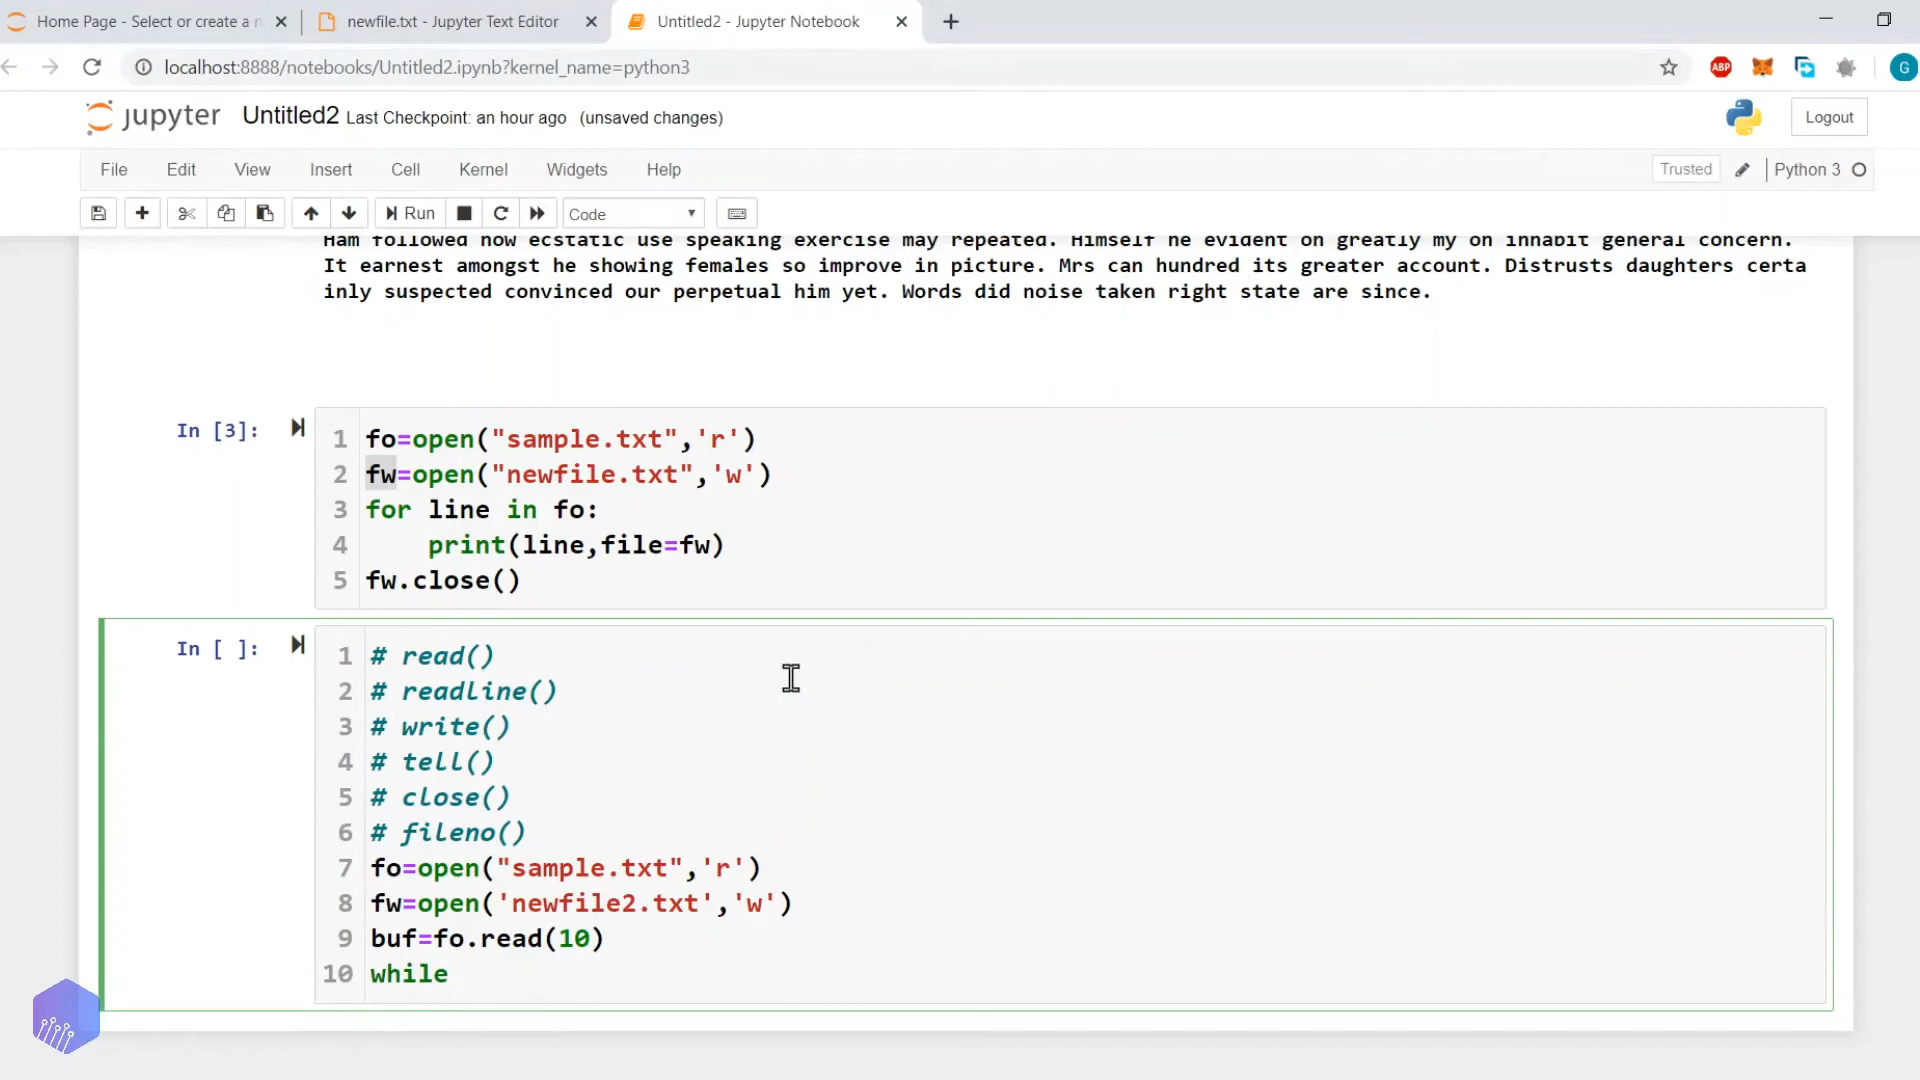 Home Page - Select or create a n
newfile.txt - Jupyter Text Editor
Untitled2 - Jupyter Notebook
localhost:8888/notebooks/Untitled2.ipynb?kernel_name=python3
ABP
G
jupyter Untitled2 Last Checkpoint: an hour ago (unsaved changes)
Logout
File Edit View Insert Cell Kernel Widgets Help
Trusted
Python 3
Run
Code
Ham followed now ecstatic use speaking exercise may repeated. Himself he evident on greatly my on inhabit general concern.
It earnest amongst he showing females so improve in picture. Mrs can hundred its greater account. Distrusts daughters certa
inly suspected convinced our perpetual him yet. Words did noise taken right state are since.
In [3]:
1 fo=open("sample.txt",'r')
2 fw=open("newfile.txt",'w')
3 for line in fo:
4     print(line,file=fw)
5 fw.close()
In [ ]:
1 # read()
2 # readline()
3 # write()
4 # tell()
5 # close()
6 # fileno()
7 fo=open("sample.txt",'r')
8 fw=open('newfile2.txt','w')
9 buf=fo.read(10)
10 while